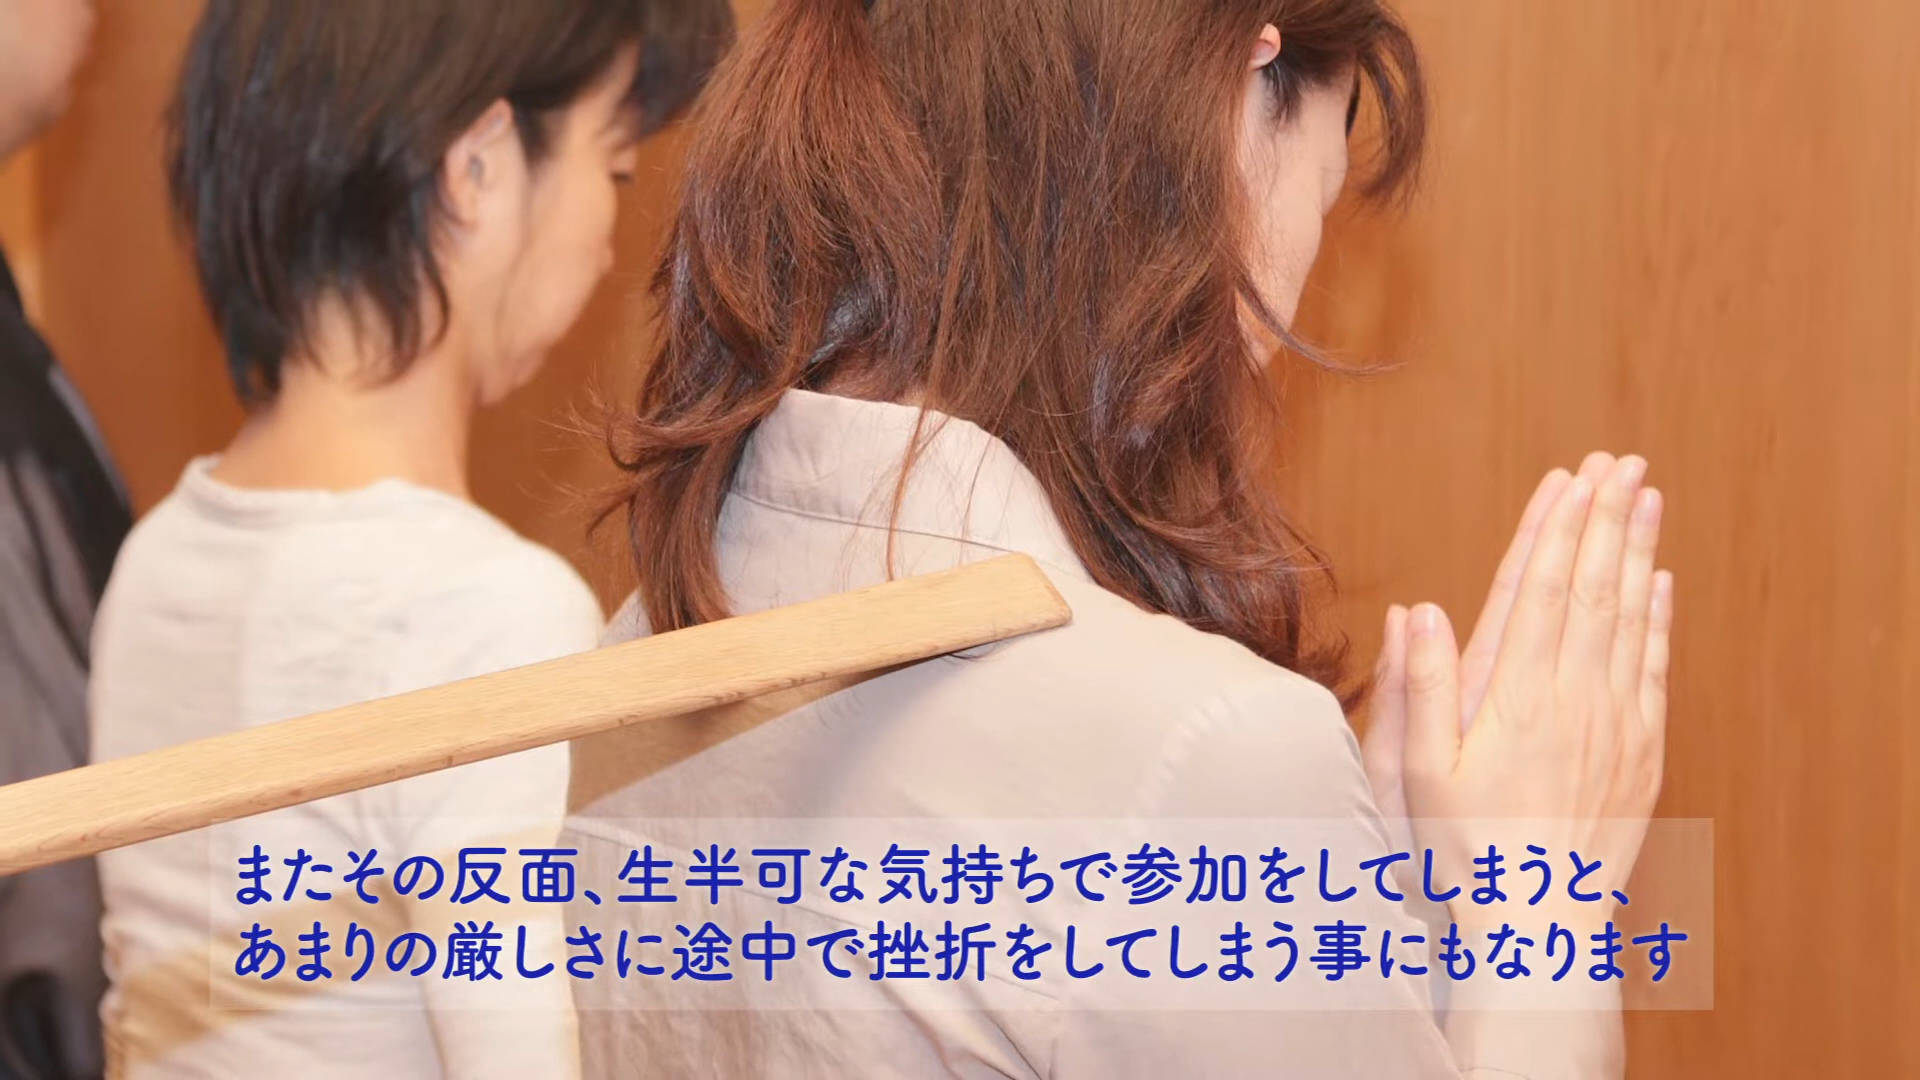 またその反面、生半可な気持ちで参加をしてしまうと、
あまりの厳しさに途中で挫折をしてしまう事にもなります